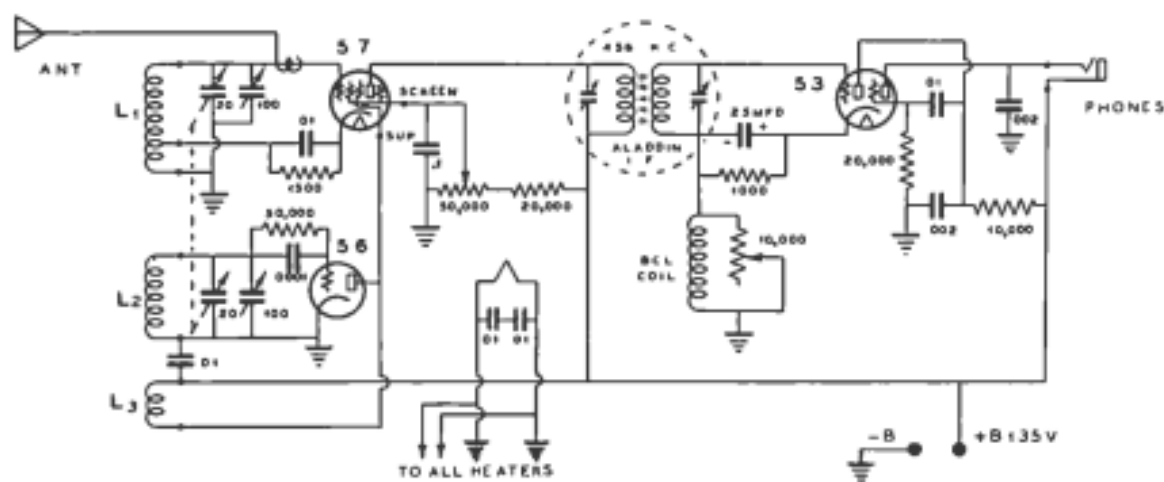 ANT
57
456 KC
53
PHONES
L1
20
100
SCREEN
SUP
.1
25MFD
+
01
01
002
ALADDIN
I F
1500
50,000
20,000
1000
20,000
50,000
56
002
10,000
BCL
COIL
10,000
L2
20
100
0001
01
01
01
L3
-B
+B 135V
TO ALL HEATERS